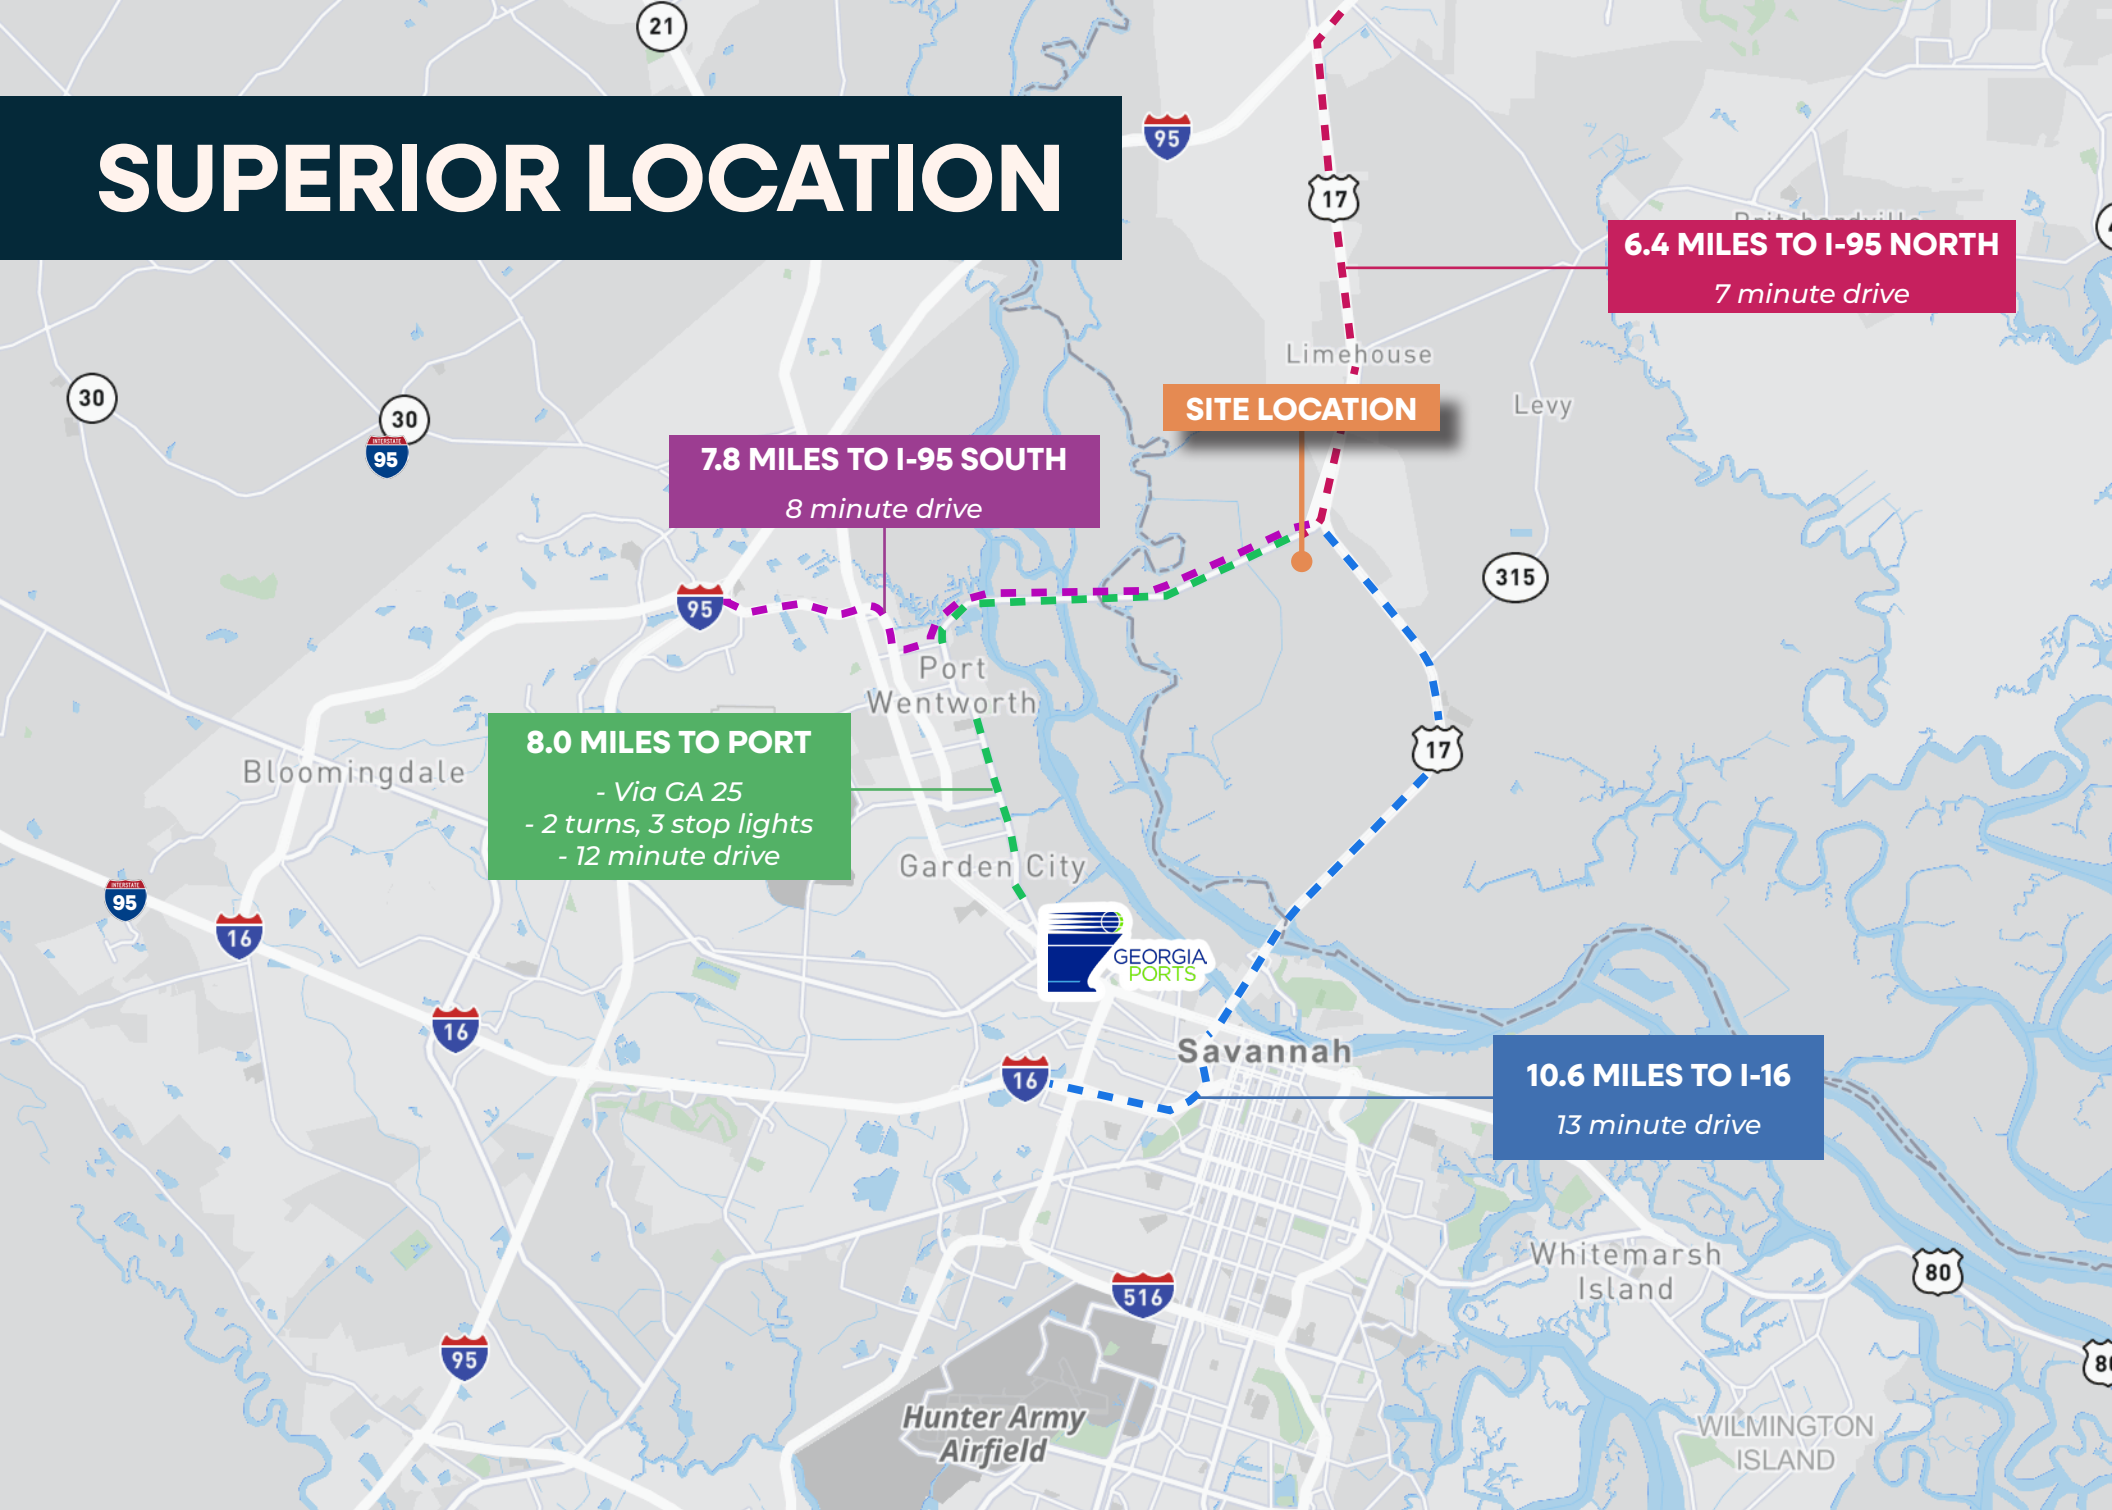 21
SUPERIOR LOCATION
95
17
6.4 MILES TO I-95 NORTH
7 minute drive
Limehouse
30
30
INTERSTATE
95
SITE LOCATION
Levy
7.8 MILES TO I-95 SOUTH
8 minute drive
315
95
Port
Wentworth
17
8.0 MILES TO PORT
- Via GA 25
- 2 turns, 3 stop lights
- 12 minute drive
Bloomingdale
Garden City
INTERSTATE
95
16
GEORGIA
PORTS
16
Savannah
16
10.6 MILES TO I-16
13 minute drive
Whitemarsh
Island
80
516
95
80
Hunter Army
Airfield
WILMINGTON
ISLAND